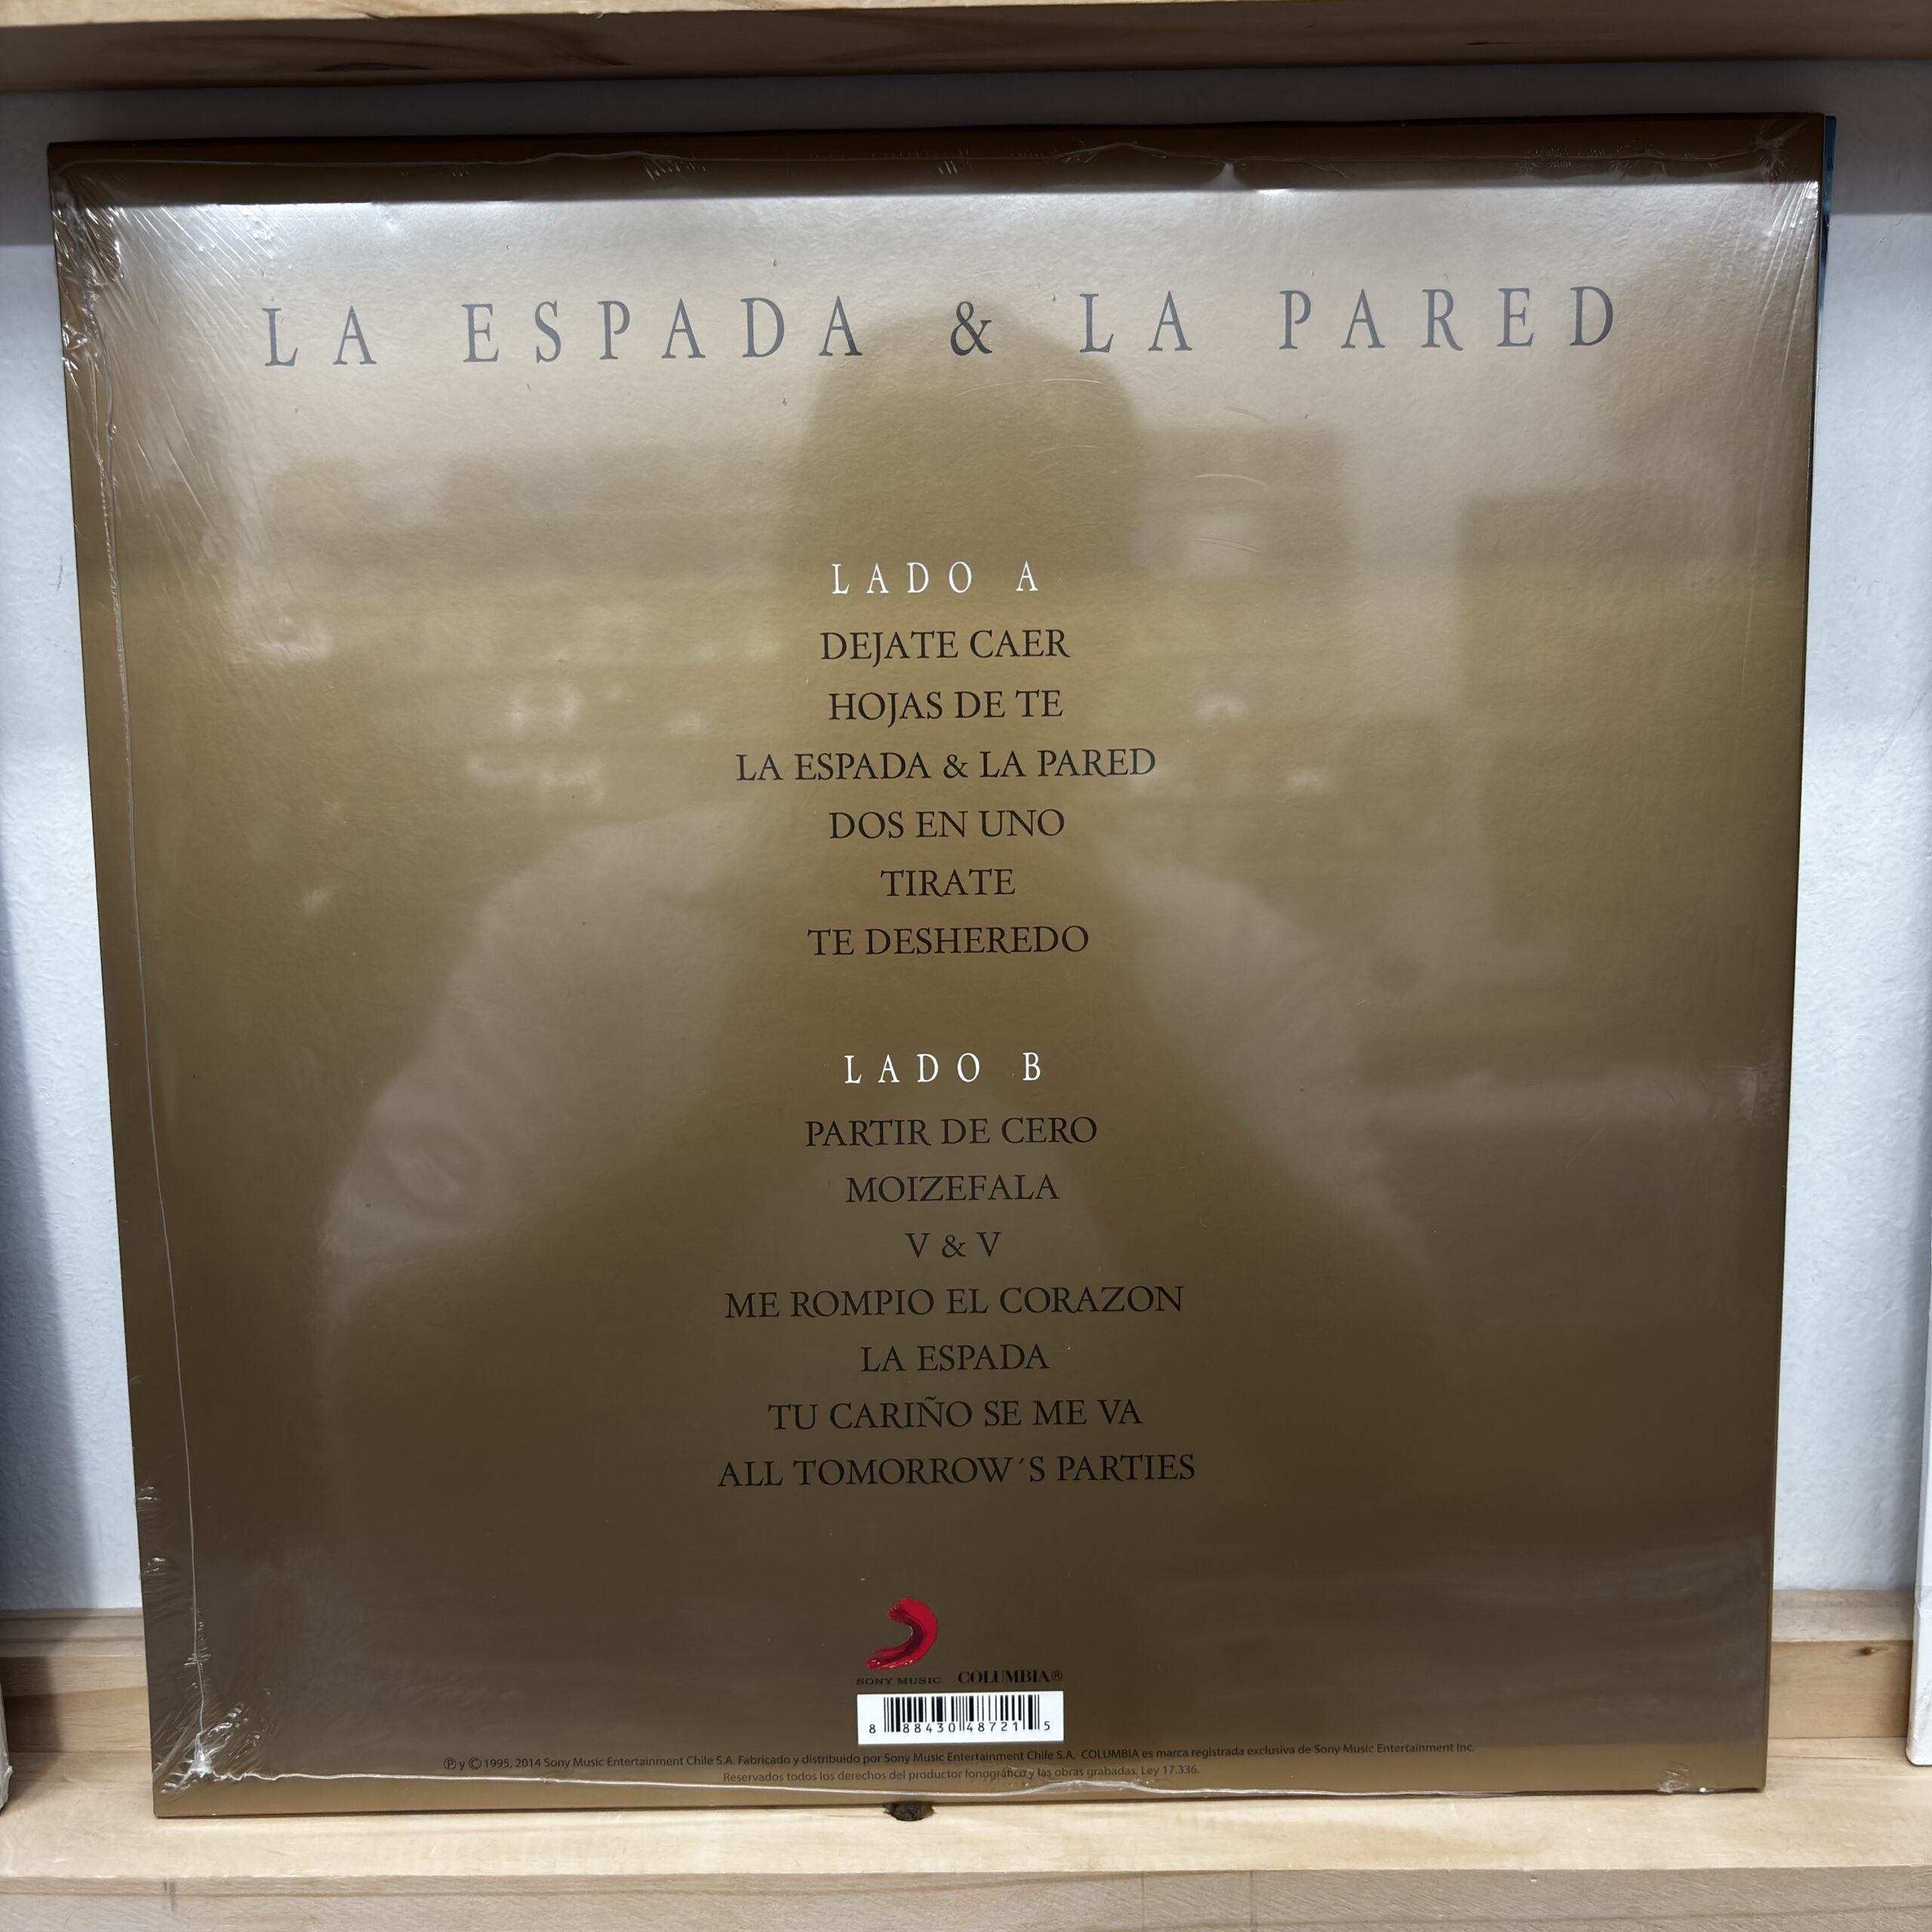 LA ESPADA & LA PARED
LADO A
DEJATE CAER
HOJAS DE TE
LA ESPADA & LA PARED
DOS EN UNO
TIRATE
TE DESHEREDO
LADO B
PARTIR DE CERO
MOIZEFALA
V & V
ME ROMPIO EL CORAZON
LA ESPADA
TU CARIÑO SE ME VA
ALL TOMORROW´S PARTIES
SONY MUSIC COLUMBIA®
8 88430 48721 5
Ⓟ y © 1995, 2014 Sony Music Entertainment Chile S.A. Fabricado y distribuido por Sony Music Entertainment Chile S.A. COLUMBIA es marca registrada exclusiva de Sony Music Entertainment Inc.
Reservados todos los derechos del productor fonográfico y las obras grabadas. Ley 17.336.